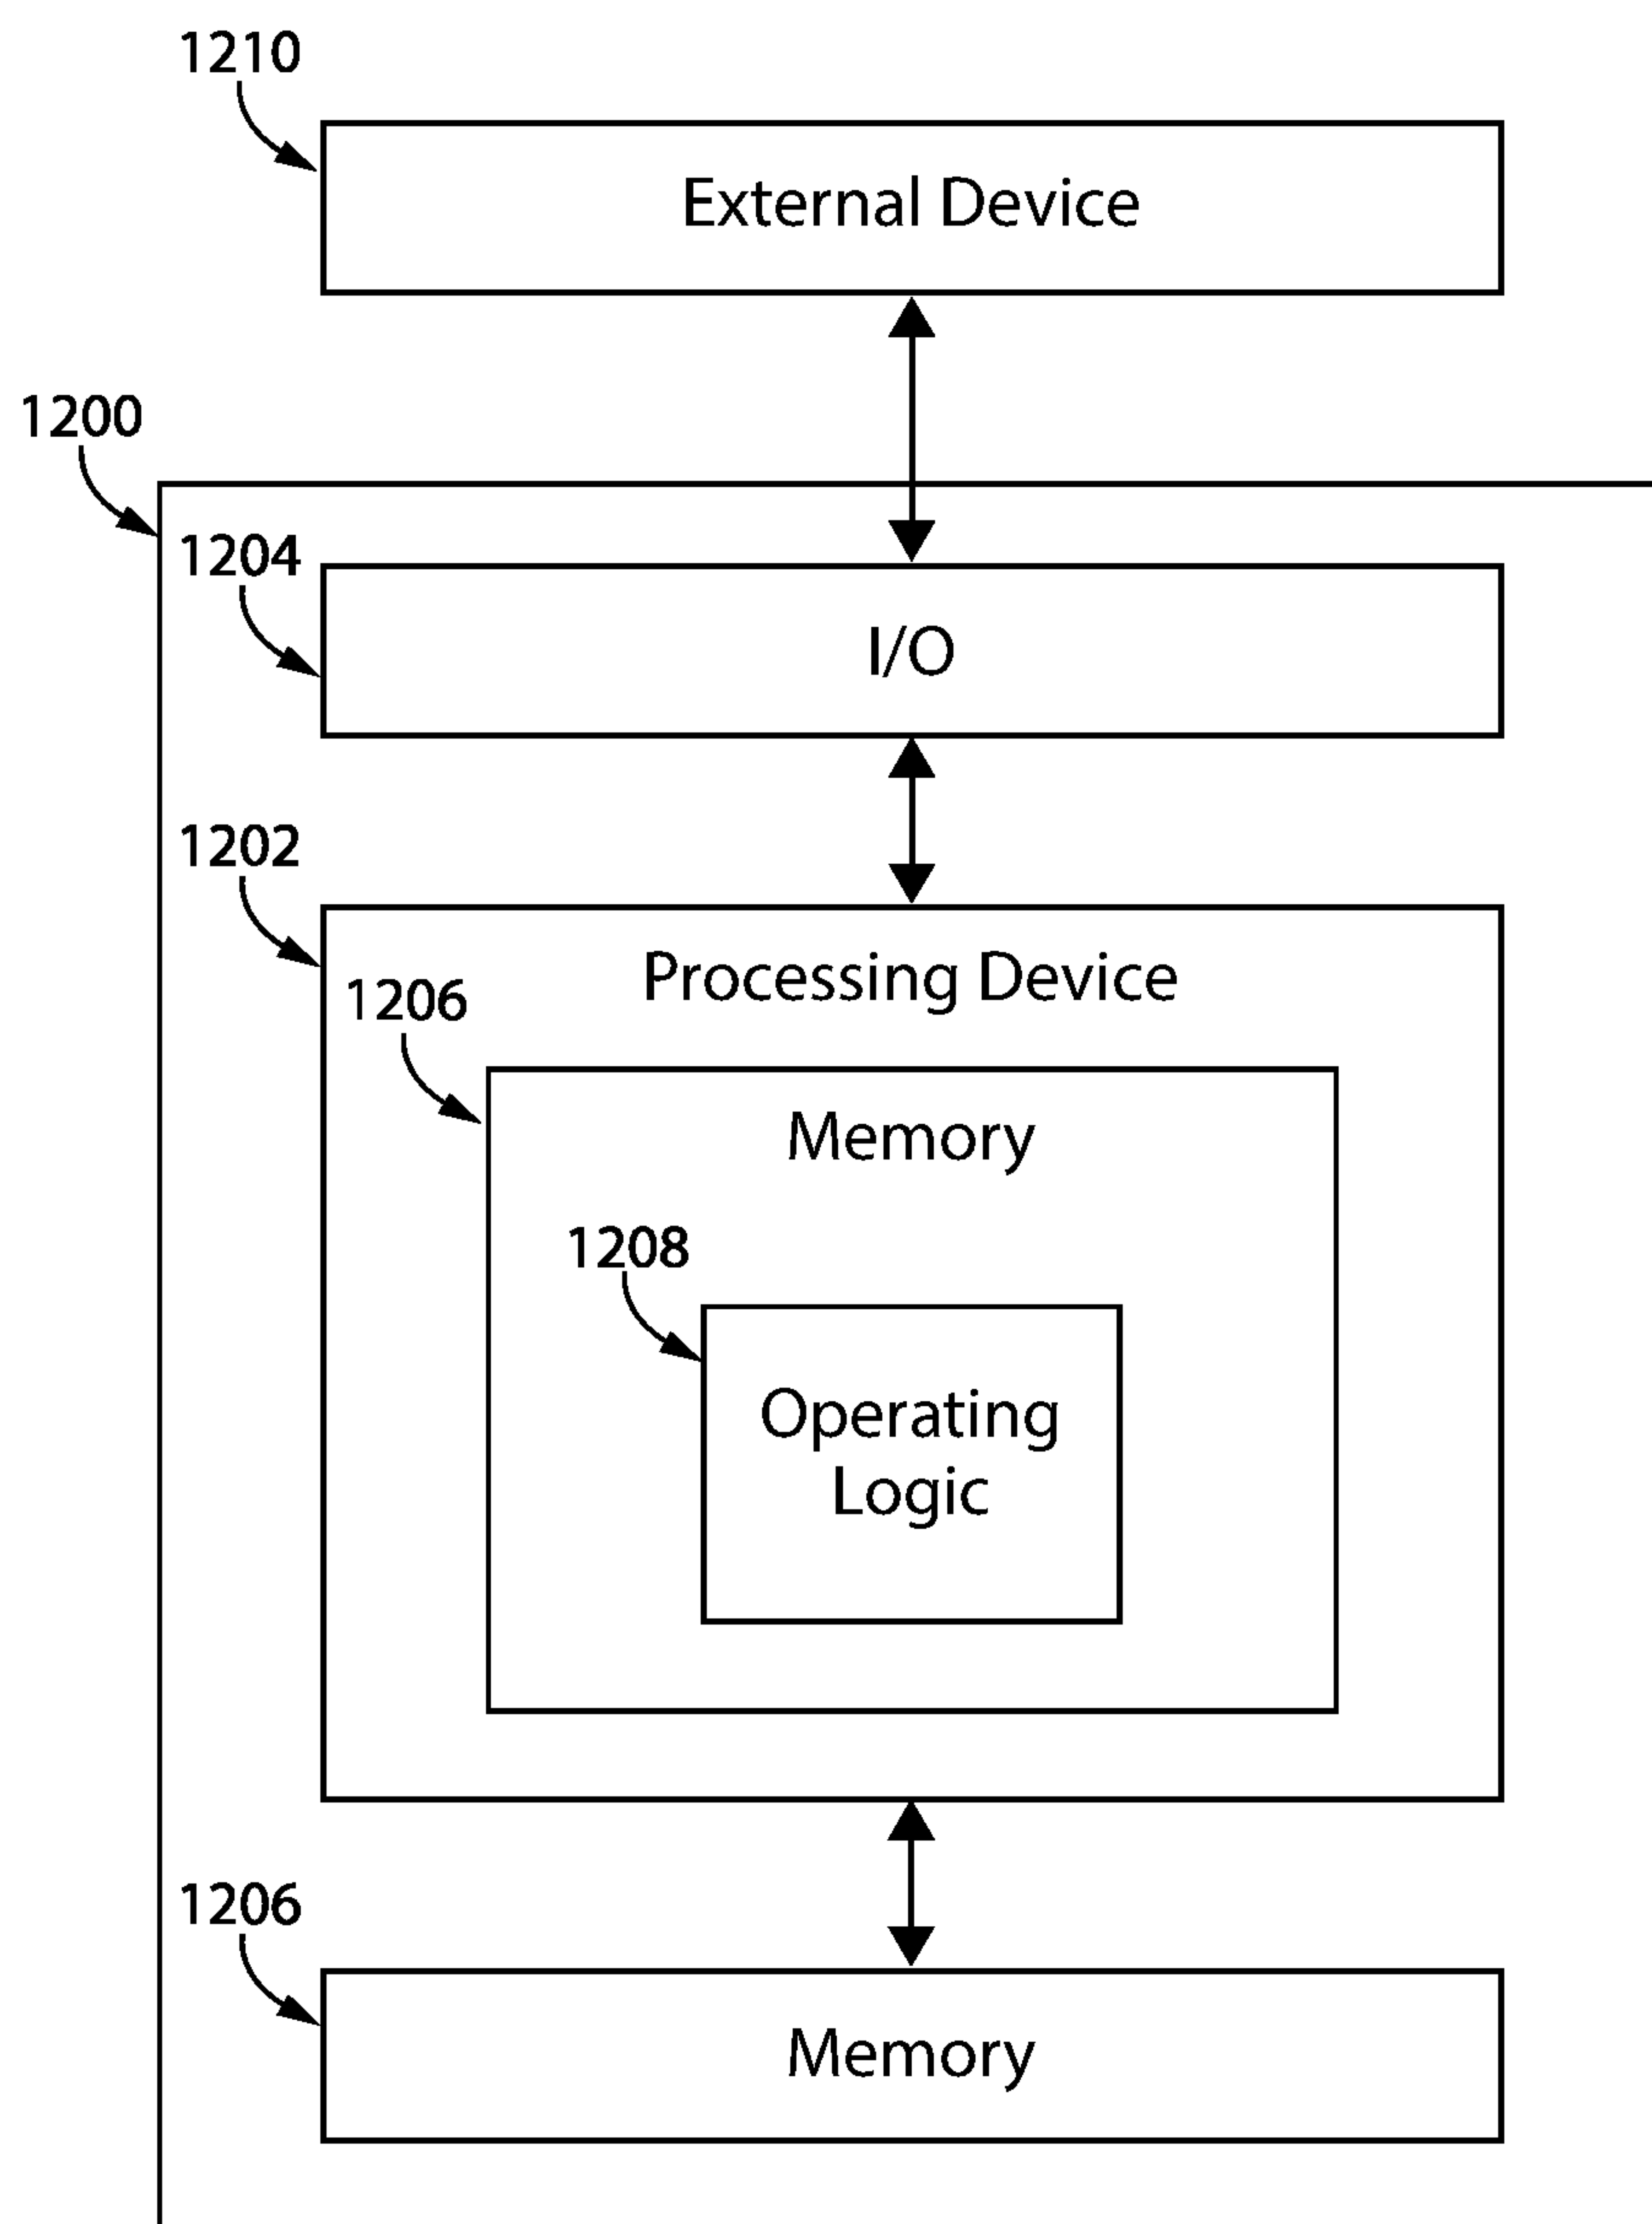 1210
External Device
1200
1204
I/O
1202
Processing Device
1206
Memory
1208
Operating
Logic
1206
Memory